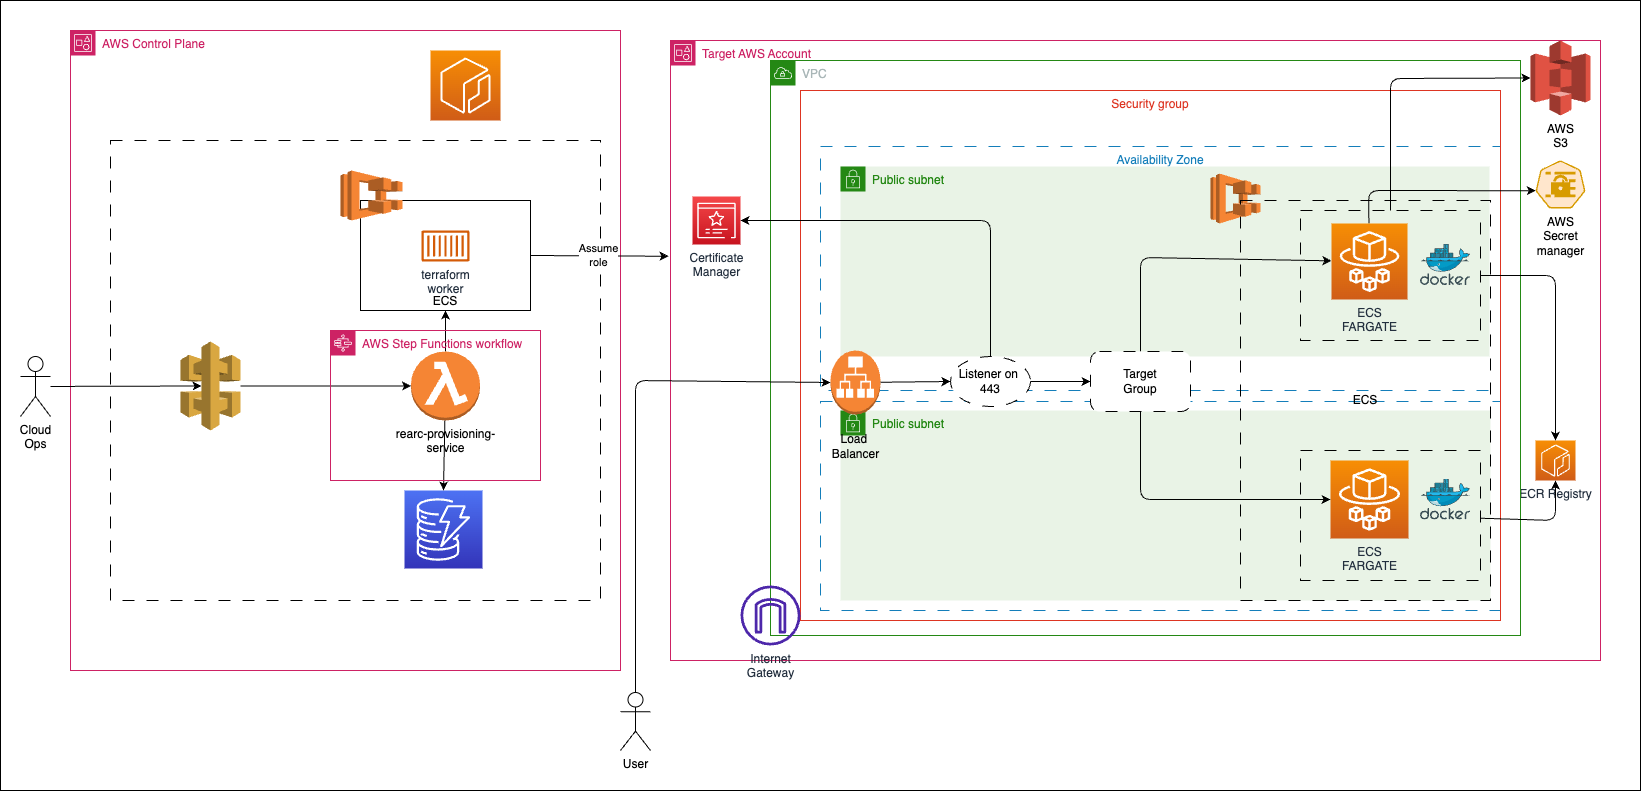 AWS Control Plane
terraform
worker
ECS
Assume
role
AWS Step Functions workflow
rearc-provisioning-
service
Cloud
Ops
Target AWS Account
VPC
Security group
Availability Zone
Public subnet
Certificate
Manager
Listener on
443
Target
Group
Load
Balancer
Public subnet
ECS
docker
ECS
FARGATE
docker
ECS
FARGATE
AWS
S3
AWS
Secret
manager
ECR Registry
Internet
Gateway
User